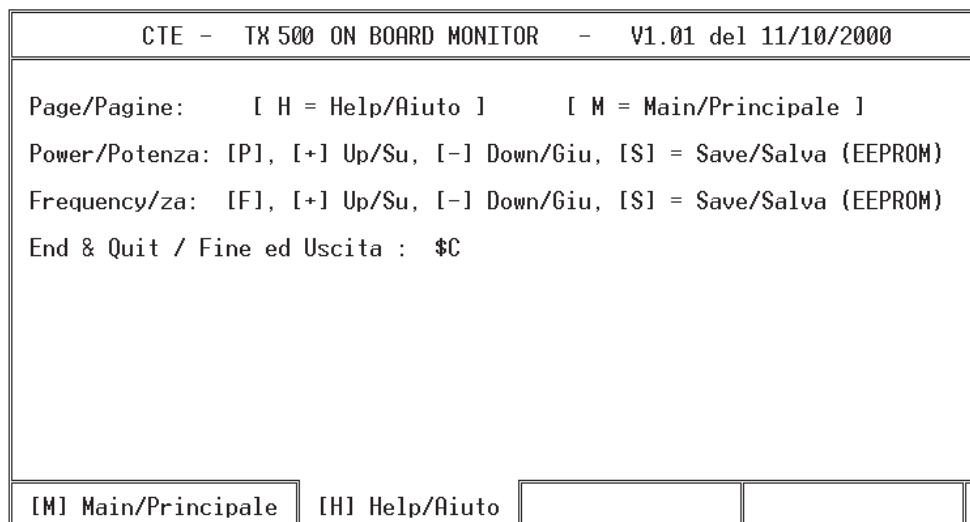 CTE - TX 500 ON BOARD MONITOR - V1.01 del 11/10/2000
Page/Pagine: [ H = Help/Aiuto ] [ M = Main/Principale ]
Power/Potenza: [P], [+] Up/Su, [-] Down/Giu, [S] = Save/Salva (EEPROM)
Frequency/za: [F], [+] Up/Su, [-] Down/Giu, [S] = Save/Salva (EEPROM)
End & Quit / Fine ed Uscita : $C
[M] Main/Principale [H] Help/Aiuto